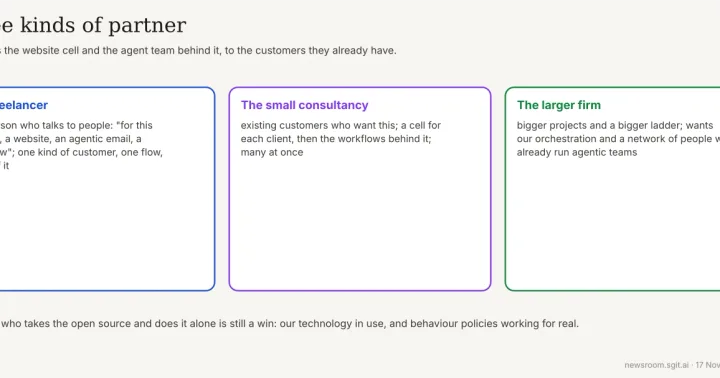 e kinds of partner
s the website cell and the agent team behind it, to the customers they already have.
eelancer
son who talks to people: "for this
, a website, an agentic email, a
w"; one kind of customer, one flow,
f it
The small consultancy
existing customers who want this; a cell for
each client, then the workflows behind it;
many at once
The larger firm
bigger projects and a bigger ladder; wants
our orchestration and a network of people w
already run agentic teams
who takes the open source and does it alone is still a win: our technology in use, and behaviour policies working for real.
newsroom.sgit.ai · 17 Nov